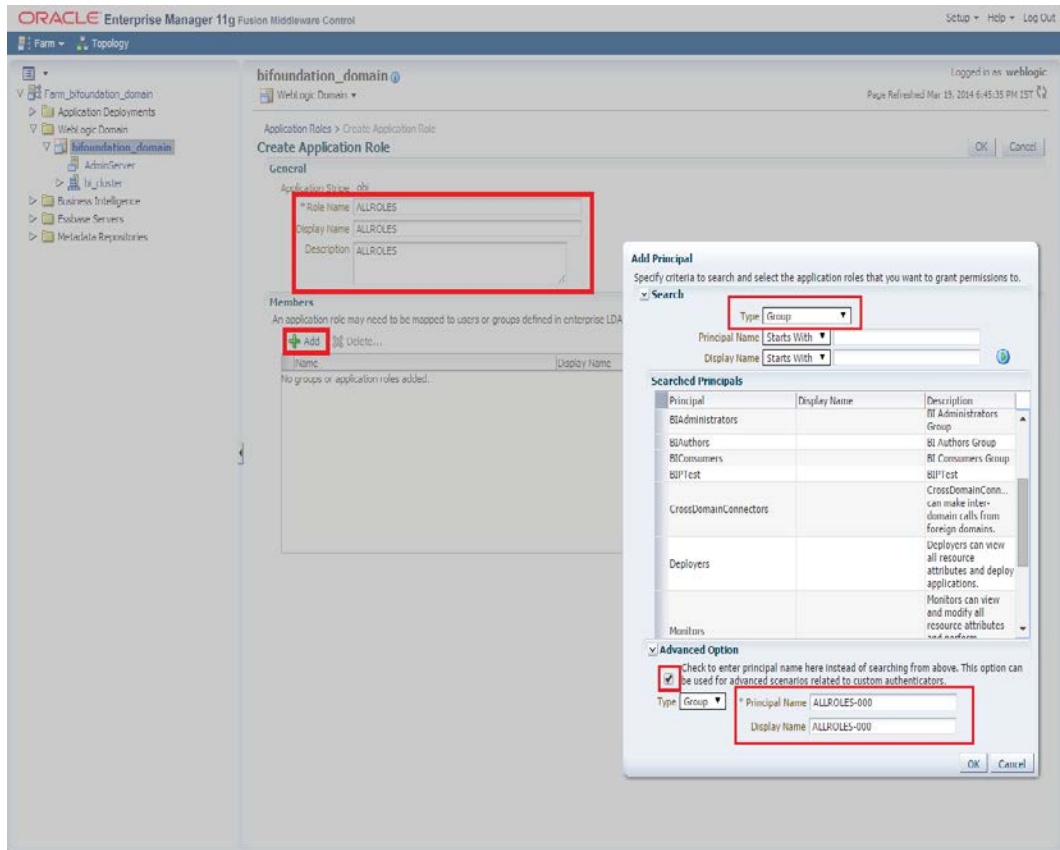 ORACLE Enterprise Manager 11g Fusion Middleware Control
Setup Help Log Out
Farm Topology
Farm_bifoundation_domain
Application Deployments
WebLogic Domain
bifoundation_domain
AdminServer
bi_cluster
Business Intelligence
Essbase Servers
Metadata Repositories
bifoundation_domain
WebLogic Domain
Logged in as weblogic
Page Refreshed Mar 19, 2014 6:45:35 PM IST
Application Roles > Create Application Role
Create Application Role
OK Cancel
General
Application Stripe obi
* Role Name ALLROLES
Display Name ALLROLES
Description ALLROLES
Members
An application role may need to be mapped to users or groups defined in enterprise LDA
Add Delete...
Name Display Name
No groups or application roles added.
Add Principal
Specify criteria to search and select the application roles that you want to grant permissions to.
Search
Type Group
Principal Name Starts With
Display Name Starts With
Searched Principals
Principal Display Name Description
BIAdministrators BI Administrators Group
BIAuthors BI Authors Group
BIConsumers BI Consumers Group
BIPTest BIPTest
CrossDomainConnectors CrossDomainConn... can make inter-domain calls from foreign domains.
Deployers Deployers can view all resource attributes and deploy applications.
Monitors Monitors can view and modify all resource attributes and perform
Advanced Option
Check to enter principal name here instead of searching from above. This option can
be used for advanced scenarios related to custom authenticators.
Type Group * Principal Name ALLROLES-000
Display Name ALLROLES-000
OK Cancel